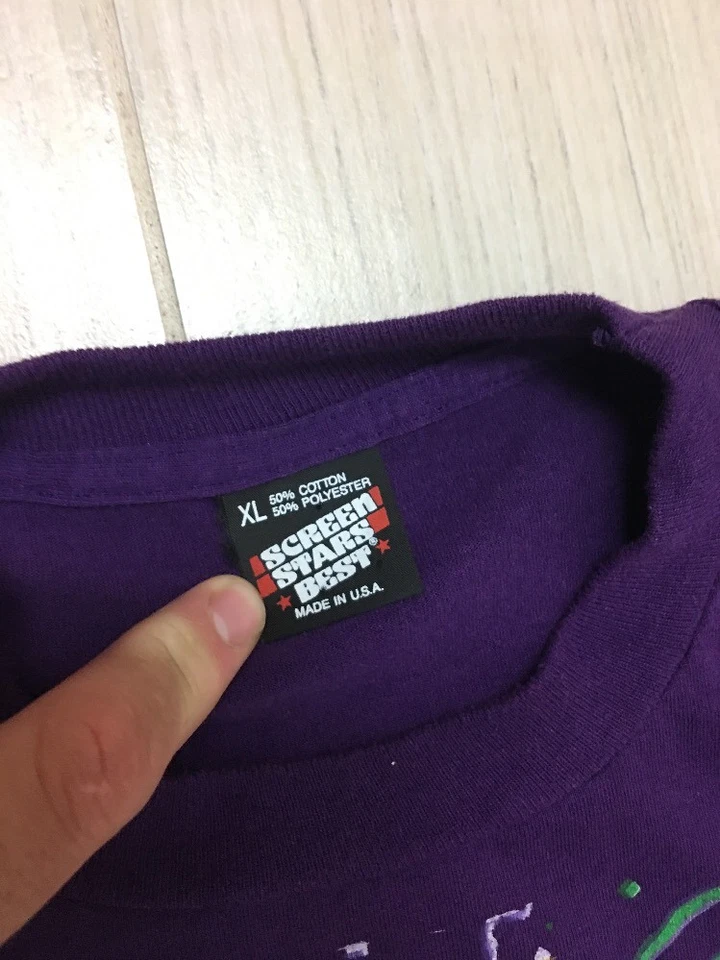 XL 50% COTTON
50% POLYESTER
SCREEN
STARS
BEST®
MADE IN U.S.A.